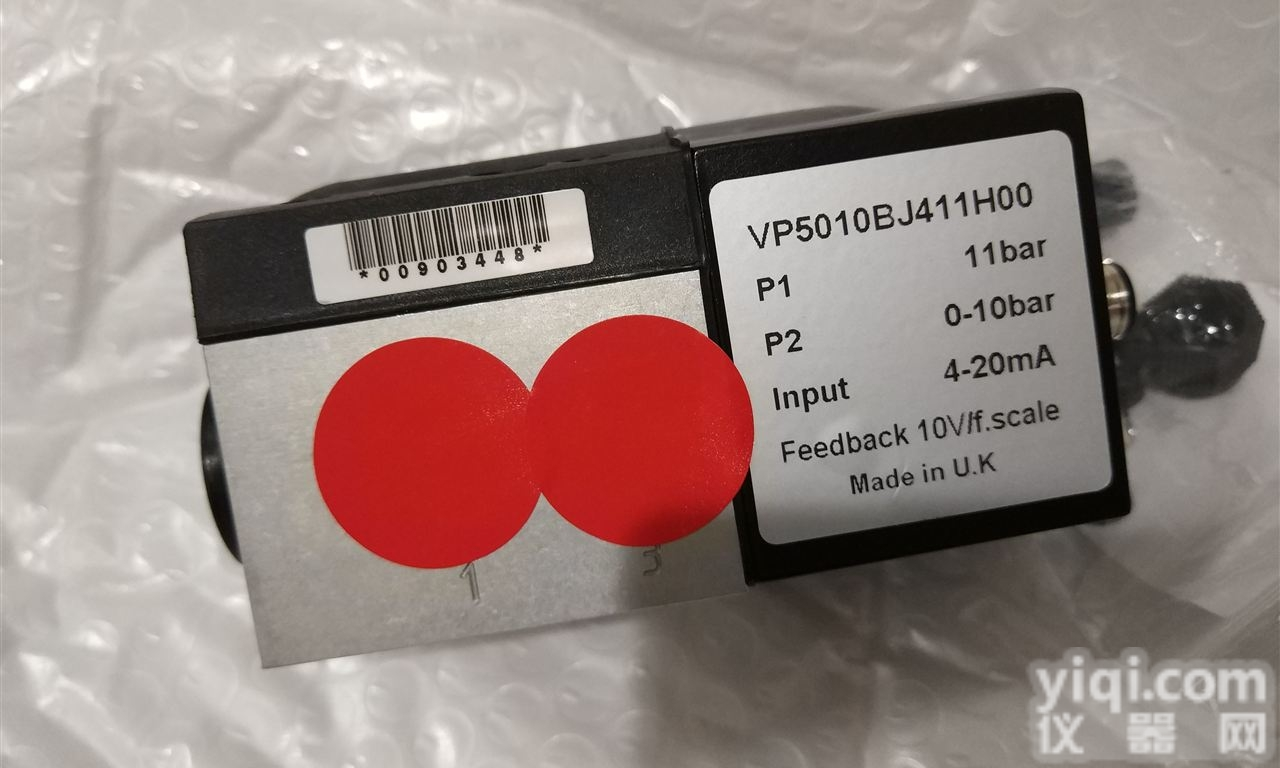 *00903448*
VP5010BJ411H00
P1 11bar
P2 0-10bar
Input 4-20mA
Feedback 10V/f.scale
Made in U.K
1
3
yiqi.com
仪器网